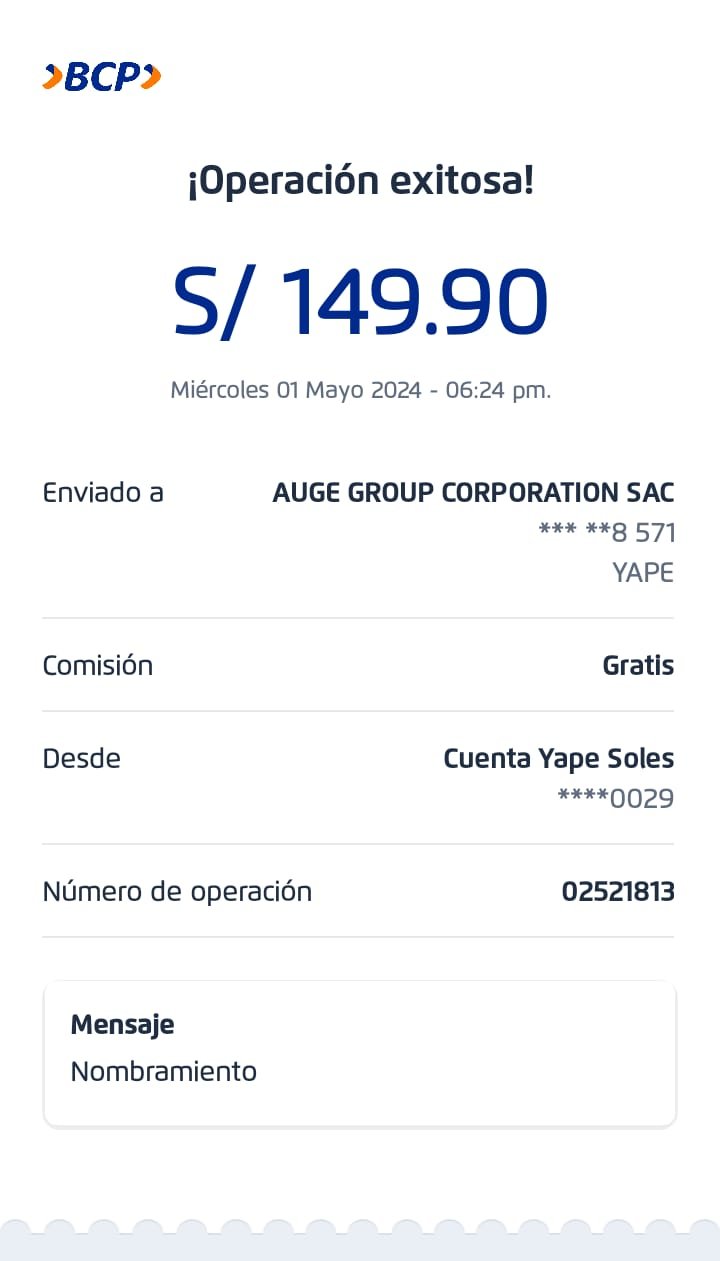 BCP
¡Operación exitosa!
S/ 149.90
Miércoles 01 Mayo 2024 - 06:24 pm.
Enviado a AUGE GROUP CORPORATION SAC
*** **8 571
YAPE
Comisión Gratis
Desde Cuenta Yape Soles
****0029
Número de operación 02521813
Mensaje
Nombramiento